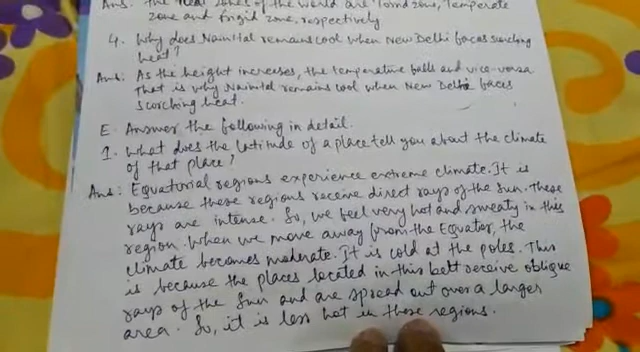 Ans: The heat zones of the world are Torrid zone, Temperate
zone and Frigid zone, respectively
4. Why does Nainital remains cool when New Delhi faces scorching
heat?
Ans: As the height increases, the temperature falls and vice-versa
That is why Nainital remains cool when New Delhi faces
scorching heat.
E. Answer the following in detail.
1. What does the latitude of a place tell you about the climate
of that place?
Ans: Equatorial regions experience extreme climate. It is
because these regions receive direct rays of the Sun. These
rays are intense. So, we feel very hot and sweaty in this
region. When we move away from the Equator, the
climate becomes moderate. It is cold at the poles. This
is because the places located in this belt receive oblique
rays of the Sun and are spread out over a larger
area. So, it is less hot in these regions.